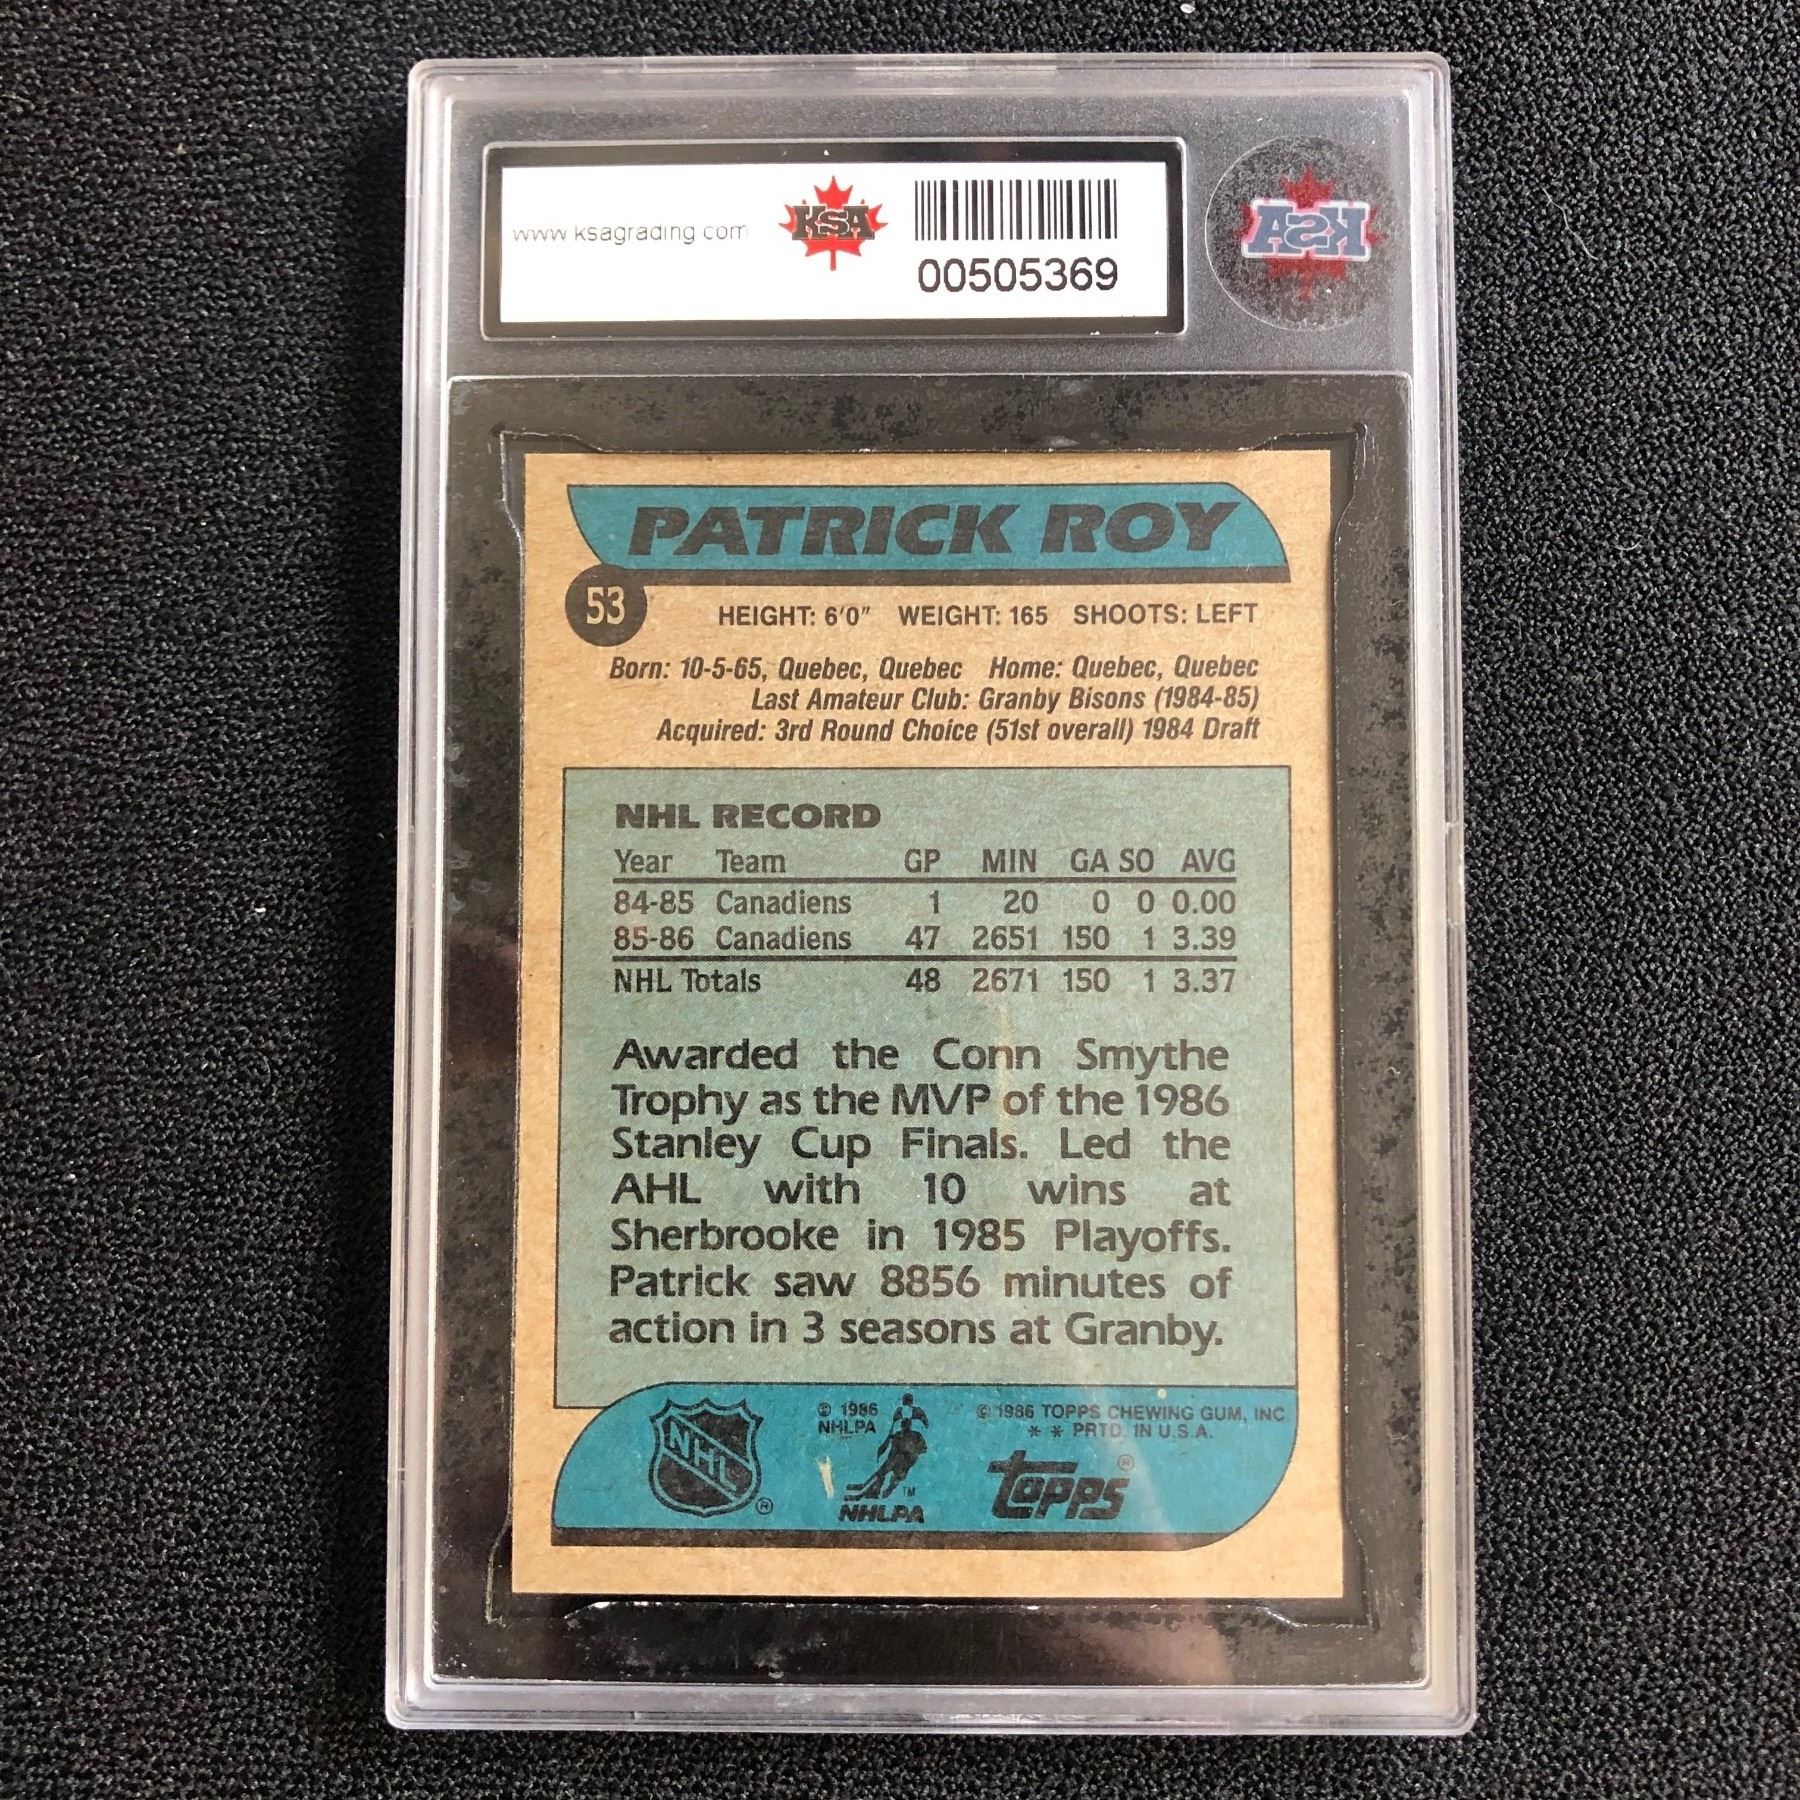 www.ksagrading.com
KSA
00505369
KSA
PATRICK ROY
53
HEIGHT: 6'0" WEIGHT: 165 SHOOTS: LEFT
Born: 10-5-65, Quebec, Quebec Home: Quebec, Quebec
Last Amateur Club: Granby Bisons (1984-85)
Acquired: 3rd Round Choice (51st overall) 1984 Draft
NHL RECORD
Year Team GP MIN GA SO AVG
84-85 Canadiens 1 20 0 0 0.00
85-86 Canadiens 47 2651 150 1 3.39
NHL Totals 48 2671 150 1 3.37
Awarded the Conn Smythe
Trophy as the MVP of the 1986
Stanley Cup Finals. Led the
AHL with 10 wins at
Sherbrooke in 1985 Playoffs.
Patrick saw 8856 minutes of
action in 3 seasons at Granby.
NHL ®
© 1986
NHLPA
TM
NHLPA
© 1986 TOPPS CHEWING GUM, INC
* * PRTD. IN U.S.A.
topps ®